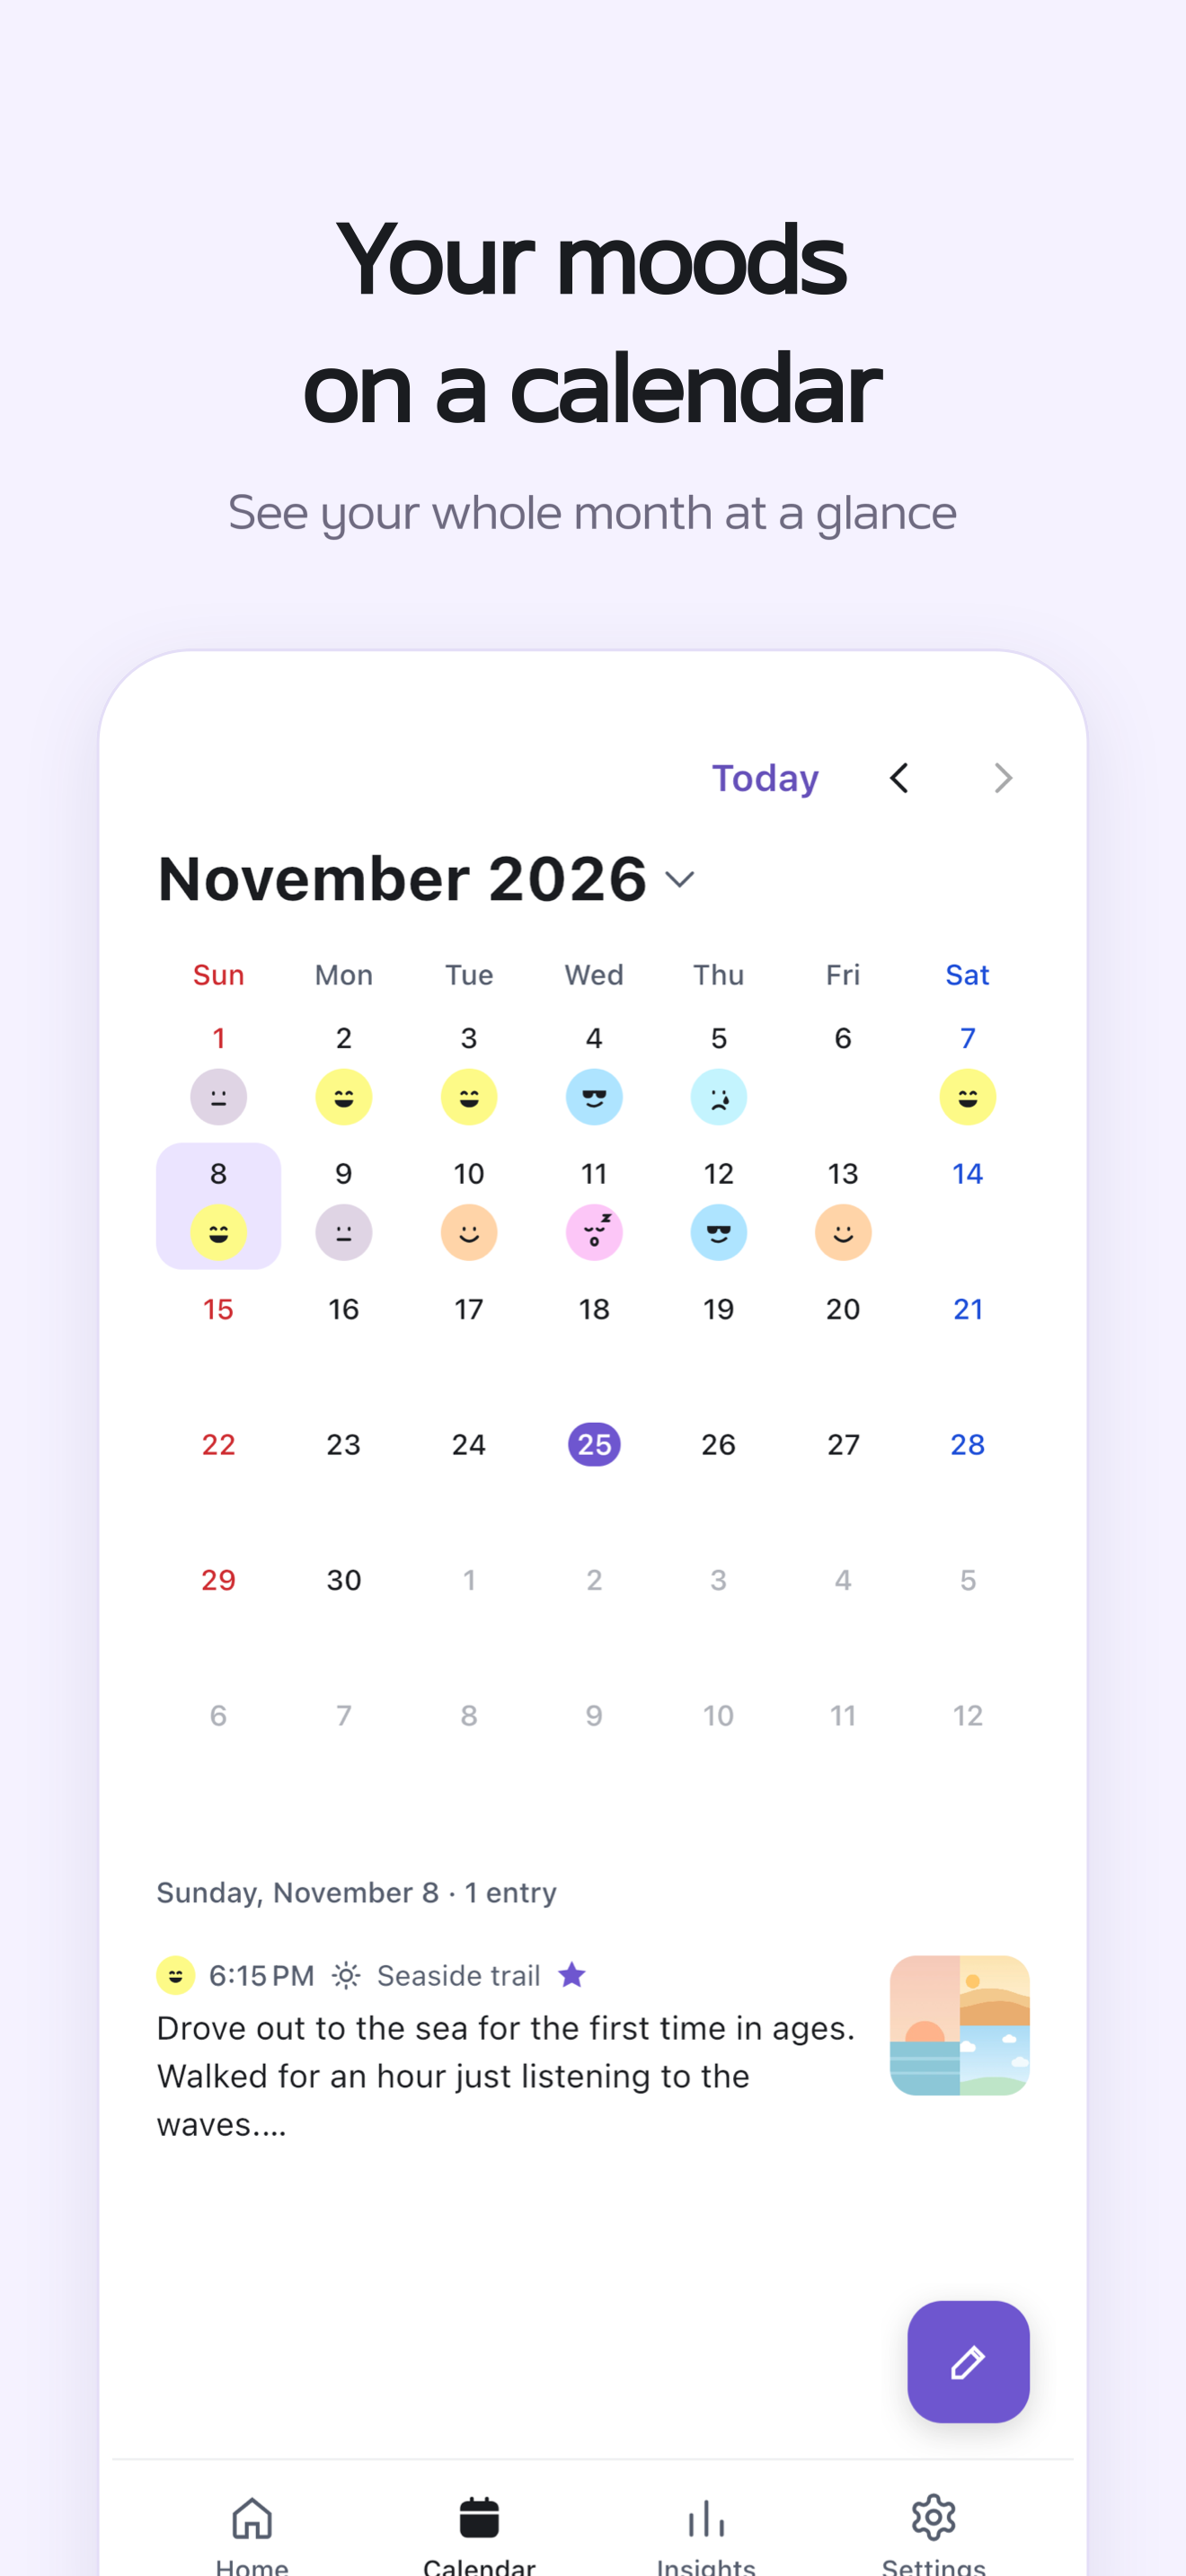 Your moods
on a calendar
See your whole month at a glance
Today
November 2026
Sun Mon Tue Wed Thu Fri Sat
1 2 3 4 5 6 7
8 9 10 11 12 13 14
15 16 17 18 19 20 21
22 23 24 25 26 27 28
29 30 1 2 3 4 5
6 7 8 9 10 11 12
Sunday, November 8 · 1 entry
6:15 PM Seaside trail
Drove out to the sea for the first time in ages.
Walked for an hour just listening to the
waves....
Home Calendar Insights Settings